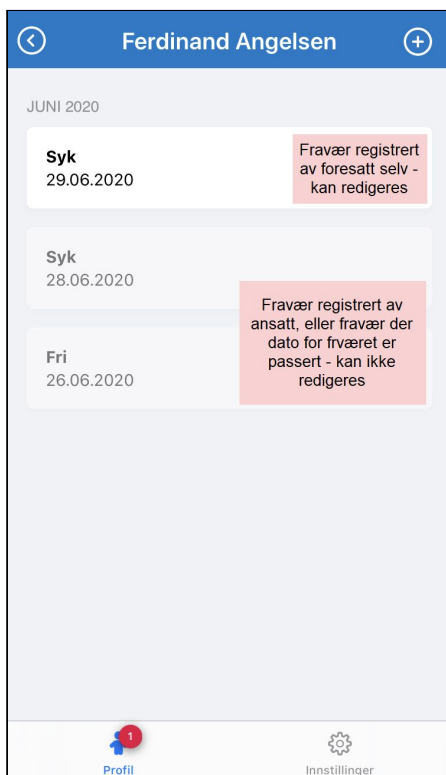 Ferdinand Angelsen
JUNI 2020
Syk
29.06.2020
Fravær registrert
av foresatt selv -
kan redigeres
Syk
28.06.2020
Fravær registrert av
ansatt, eller fravær der
dato for frværet er
passert - kan ikke
redigeres
Fri
26.06.2020
1
Profil
Innstillinger